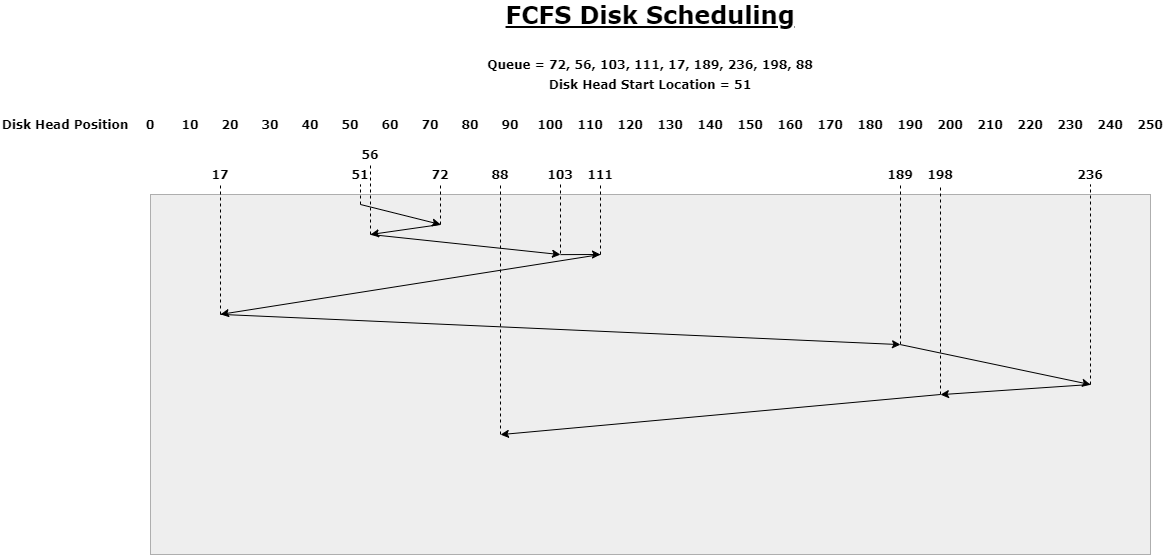 FCFS Disk Scheduling
Queue = 72, 56, 103, 111, 17, 189, 236, 198, 88
Disk Head Start Location = 51
Disk Head Position 0 10 20 30 40 50 60 70 80 90 100 110 120 130 140 150 160 170 180 190 200 210 220 230 240 250
56
17 51 72 88 103 111 189 198 236